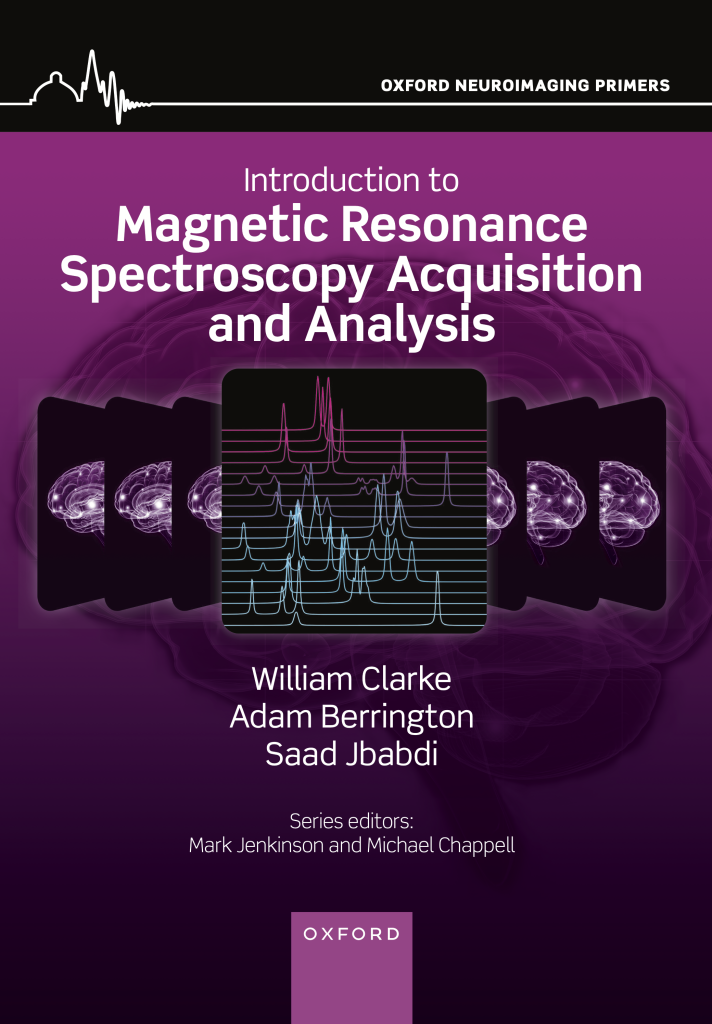 OXFORD NEUROIMAGING PRIMERS
Introduction to
Magnetic Resonance
Spectroscopy Acquisition
and Analysis
William Clarke
Adam Berrington
Saad Jbabdi
Series editors:
Mark Jenkinson and Michael Chappell
OXFORD